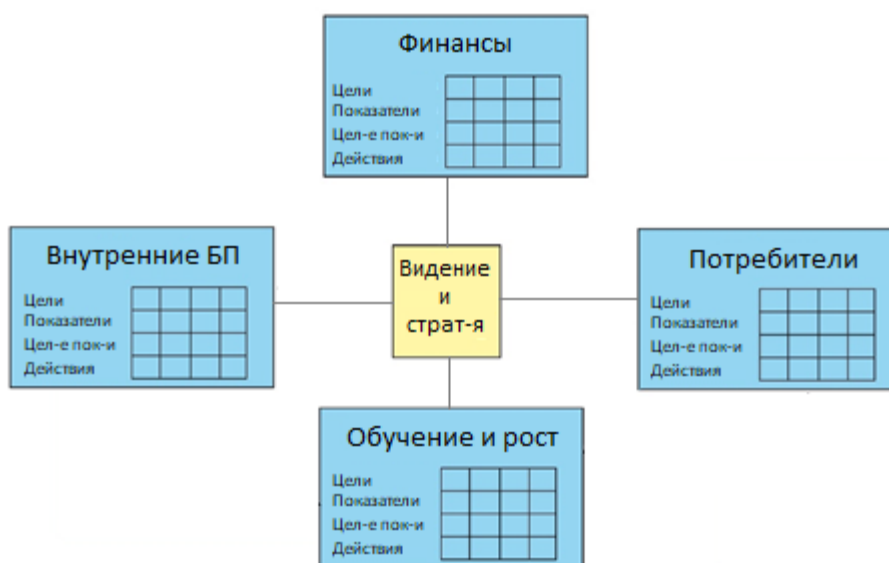 Финансы
Цели
Показатели
Цел-е пок-и
Действия
Внутренние БП
Цели
Показатели
Цел-е пок-и
Действия
Видение
и
страт-я
Потребители
Цели
Показатели
Цел-е пок-и
Действия
Обучение и рост
Цели
Показатели
Цел-е пок-и
Действия